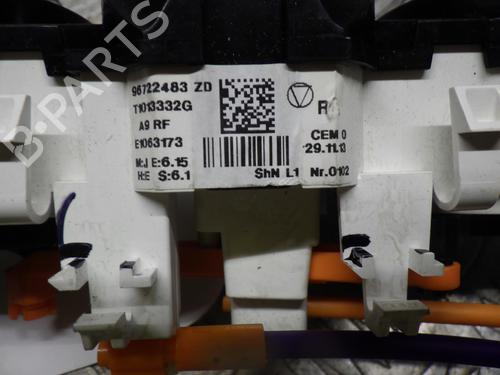 B-PARTS
96722483 ZD
T1013332G
A9 RF
E1063173
M:J E:6.15
H:E S:6.1
R
CEM 0
29.11.13
ShN L1 Nr.0102